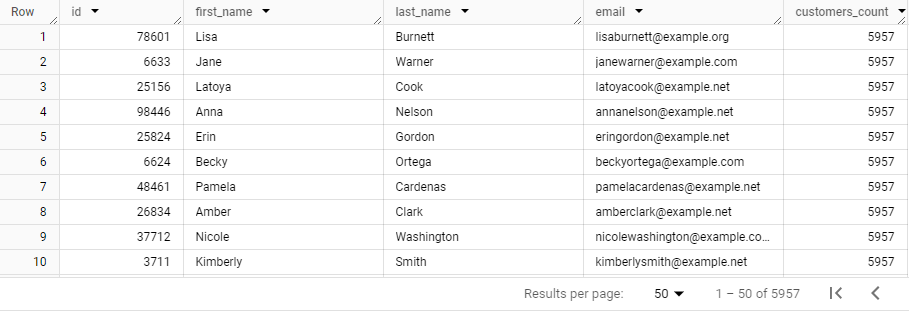 Row id first_name last_name email customers_count
1 78601 Lisa Burnett lisaburnett@example.org 5957
2 6633 Jane Warner janewarner@example.com 5957
3 25156 Latoya Cook latoyacook@example.net 5957
4 98446 Anna Nelson annanelson@example.net 5957
5 25824 Erin Gordon eringordon@example.net 5957
6 6624 Becky Ortega beckyortega@example.com 5957
7 48461 Pamela Cardenas pamelacardenas@example.net 5957
8 26834 Amber Clark amberclark@example.net 5957
9 37712 Nicole Washington nicolewashington@example.co... 5957
10 3711 Kimberly Smith kimberlysmith@example.net 5957
Results per page: 50 1 – 50 of 5957